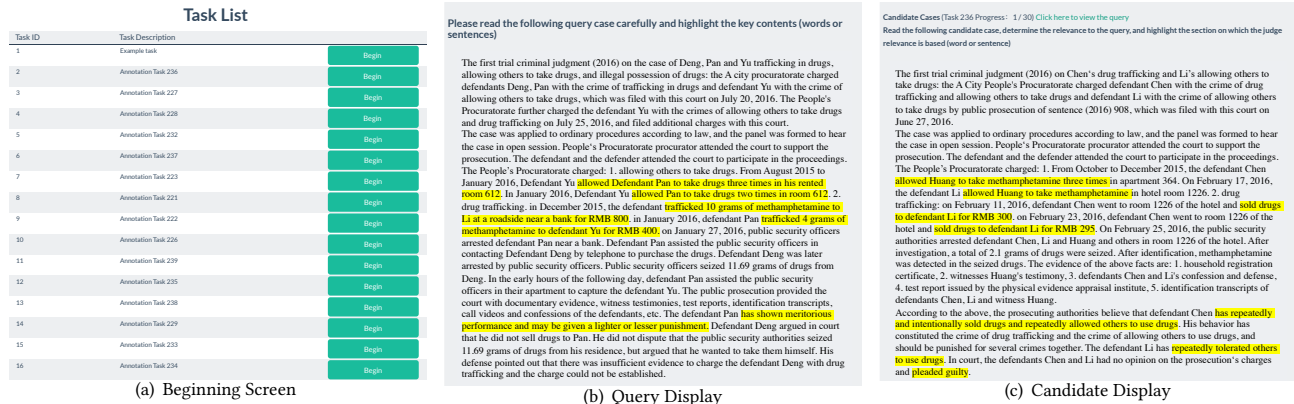 Task List
Task ID Task Description
1 Example task Begin
2 Annotation Task 236 Begin
3 Annotation Task 227 Begin
4 Annotation Task 228 Begin
5 Annotation Task 232 Begin
6 Annotation Task 237 Begin
7 Annotation Task 223 Begin
8 Annotation Task 221 Begin
9 Annotation Task 222 Begin
10 Annotation Task 226 Begin
11 Annotation Task 239 Begin
12 Annotation Task 235 Begin
13 Annotation Task 238 Begin
14 Annotation Task 229 Begin
15 Annotation Task 233 Begin
16 Annotation Task 234 Begin
(a) Beginning Screen
Please read the following query case carefully and highlight the key contents (words or
sentences)
The first trial criminal judgment (2016) on the case of Deng, Pan and Yu trafficking in drugs,
allowing others to take drugs, and illegal possession of drugs: the A city procuratorate charged
defendants Deng, Pan with the crime of trafficking in drugs and defendant Yu with the crime of
allowing others to take drugs, which was filed with this court on July 20, 2016. The People's
Procuratorate further charged the defendant Yu with the crimes of allowing others to take drugs
and drug trafficking on July 25, 2016, and filed additional charges with this court.
The case was applied to ordinary procedures according to law, and the panel was formed to hear
the case in open session. People's Procuratorate procurator attended the court to support the
prosecution. The defendant and the defender attended the court to participate in the proceedings.
The People's Procuratorate charged: 1. allowing others to take drugs. From August 2015 to
January 2016, Defendant Yu allowed Defendant Pan to take drugs three times in his rented
room 612. In January 2016, Defendant Yu allowed Pan to take drugs two times in room 612. 2.
drug trafficking. in December 2015, the defendant trafficked 10 grams of methamphetamine to
Li at a roadside near a bank for RMB 800. in January 2016, defendant Pan trafficked 4 grams of
methamphetamine to defendant Yu for RMB 400. on January 27, 2016, public security officers
arrested defendant Pan near a bank. Defendant Pan assisted the public security officers in
contacting Defendant Deng by telephone to purchase the drugs. Defendant Deng was later
arrested by public security officers. Public security officers seized 11.69 grams of drugs from
Deng. In the early hours of the following day, defendant Pan assisted the public security
officers in their apartment to capture the defendant Yu. The public prosecution provided the
court with documentary evidence, witness testimonies, test reports, identification transcripts,
call videos and confessions of the defendants, etc. The defendant Pan has shown meritorious
performance and may be given a lighter or lesser punishment. Defendant Deng argued in court
that he did not sell drugs to Pan. He did not dispute that the public security authorities seized
11.69 grams of drugs from his residence, but argued that he wanted to take them himself. His
defense pointed out that there was insufficient evidence to charge the defendant Deng with drug
trafficking and the charge could not be established.
(b) Query Display
Candidate Cases (Task 236 Progress: 1 / 30) Click here to view the query
Read the following candidate case, determine the relevance to the query, and highlight the section on which the judge
relevance is based (word or sentence)
The first trial criminal judgment (2016) on Chen's drug trafficking and Li's allowing others to
take drugs: the A City People's Procuratorate charged defendant Chen with the crime of drug
trafficking and allowing others to take drugs and defendant Li with the crime of allowing others
to take drugs by public prosecution of sentence (2016) 908, which was filed with this court on
June 27, 2016.
The case was applied to ordinary procedures according to law, and the panel was formed to hear
the case in open session. People's Procuratorate procurator attended the court to support the
prosecution. The defendant and the defender attended the court to participate in the proceedings.
The People's Procuratorate charged: 1. From October to December 2015, the defendant Chen
allowed Huang to take methamphetamine three times in apartment 364. On February 17, 2016,
the defendant Li allowed Huang to take methamphetamine in hotel room 1226. 2. drug
trafficking: on February 11, 2016, defendant Chen went to room 1226 of the hotel and sold drugs
to defendant Li for RMB 300. on February 23, 2016, defendant Chen went to room 1226 of the
hotel and sold drugs to defendant Li for RMB 295. On February 25, 2016, the public security
authorities arrested defendant Chen, Li and Huang and others in room 1226 of the hotel. After
investigation, a total of 2.1 grams of drugs were seized. After identification, methamphetamine
was detected in the seized drugs. The evidence of the above facts are: 1. household registration
certificate, 2. witnesses Huang's testimony, 3. defendants Chen and Li's confession and defense,
4. test report issued by the physical evidence appraisal institute, 5. identification transcripts of
defendants Chen, Li and witness Huang.
According to the above, the prosecuting authorities believe that defendant Chen has repeatedly
and intentionally sold drugs and repeatedly allowed others to use drugs. His behavior has
constituted the crime of drug trafficking and the crime of allowing others to use drugs, and
should be punished for several crimes together. The defendant Li has repeatedly tolerated others
to use drugs. In court, the defendants Chen and Li had no opinion on the prosecution's charges
and pleaded guilty.
(c) Candidate Display